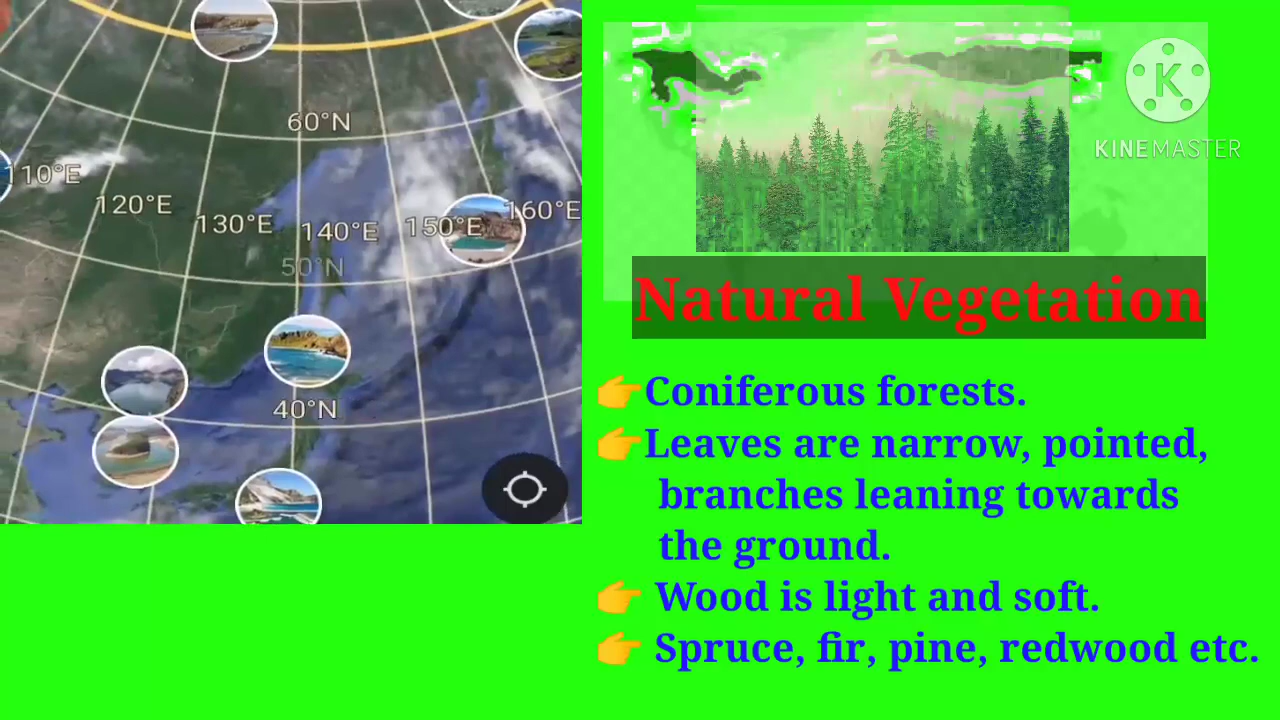 60°N
110°E
120°E
130°E
140°E
150°E
160°E
50°N
40°N
KINEMASTER
Natural Vegetation
👉Coniferous forests.
👉Leaves are narrow, pointed,
branches leaning towards
the ground.
👉 Wood is light and soft.
👉 Spruce, fir, pine, redwood etc.